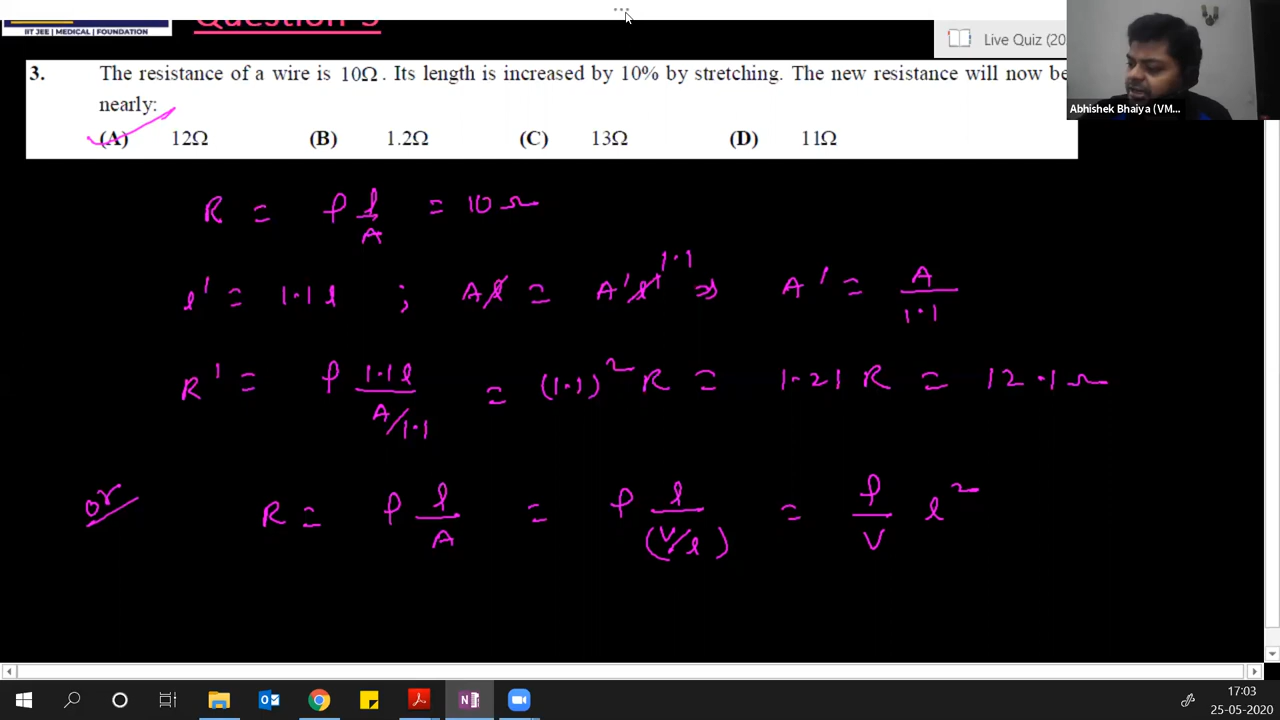 Question 3
IIT JEE | MEDICAL | FOUNDATION
Live Quiz (20
Abhishek Bhaiya (VM...
3. The resistance of a wire is 10Ω. Its length is increased by 10% by stretching. The new resistance will now be
nearly:
(A) 12Ω (B) 1.2Ω (C) 13Ω (D) 11Ω
R = ρ l/A = 10 Ω
l' = 1.1 l ; Al = A'l' 1.1 ⇒ A' = A/1.1
R' = ρ 1.1l/(A/1.1) = (1.1)² R = 1.21 R = 12.1 Ω
or R = ρ l/A = ρ l/(V/l) = ρ/V l²
17:03
25-05-2020